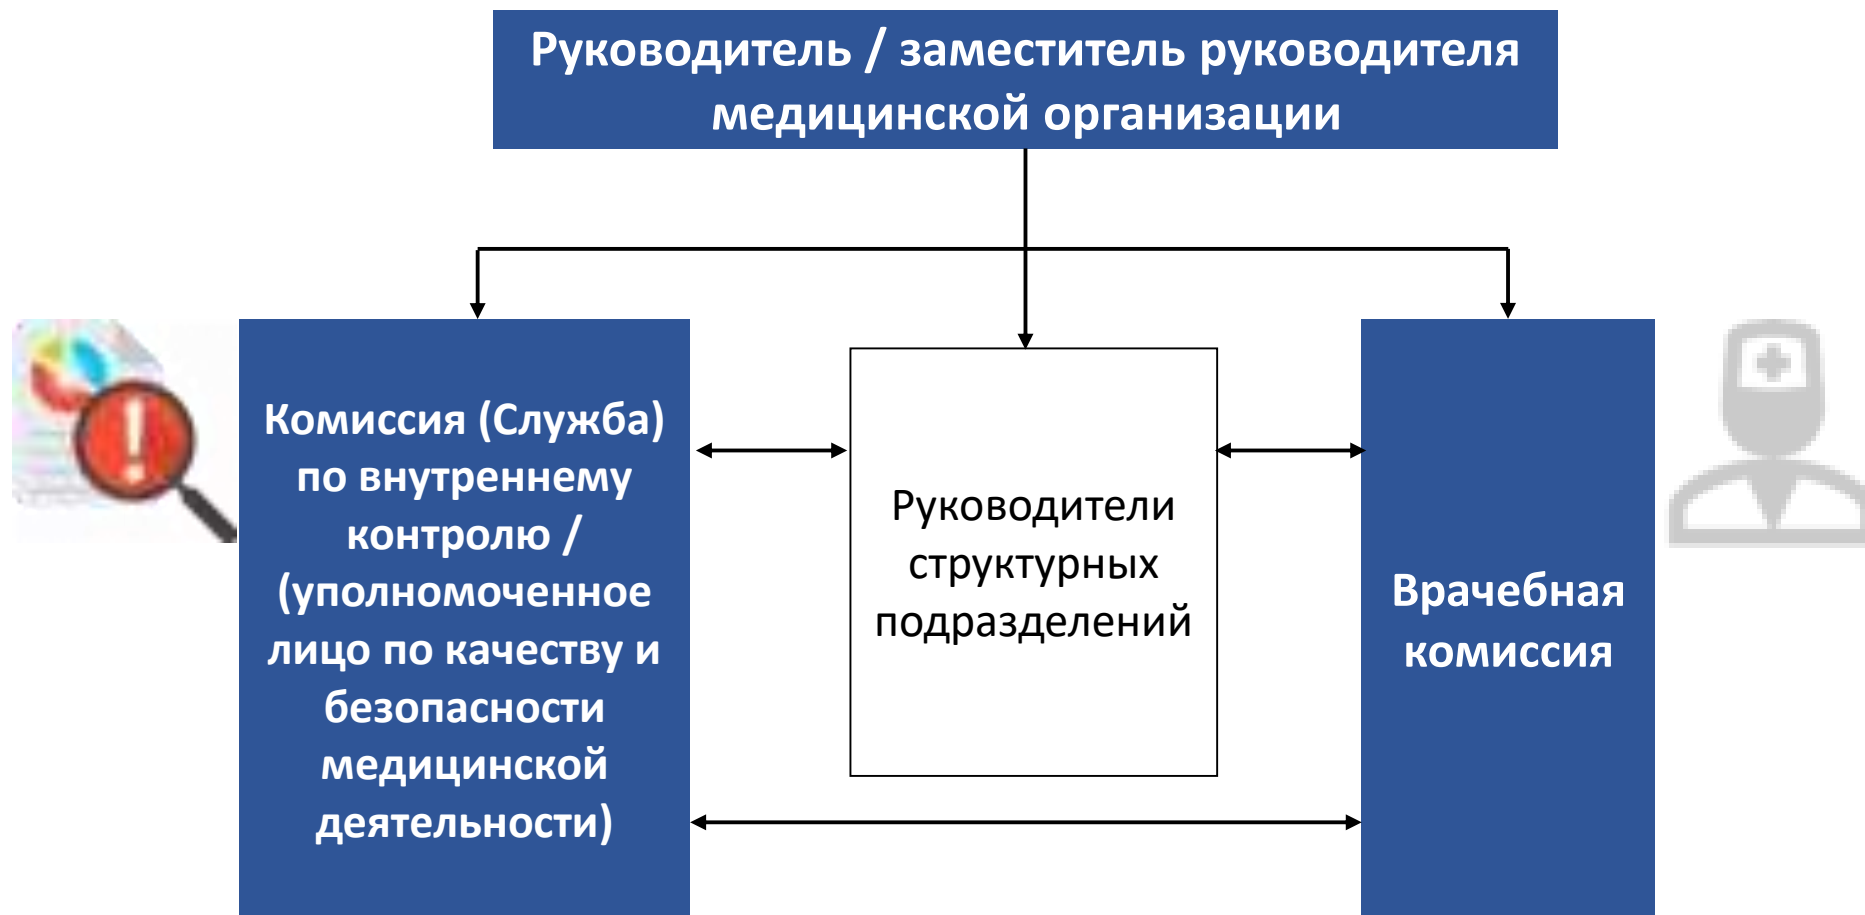 Руководитель / заместитель руководителя
медицинской организации
Комиссия (Служба)
по внутреннему
контролю /
(уполномоченное
лицо по качеству и
безопасности
медицинской
деятельности)
Руководители
структурных
подразделений
Врачебная
комиссия